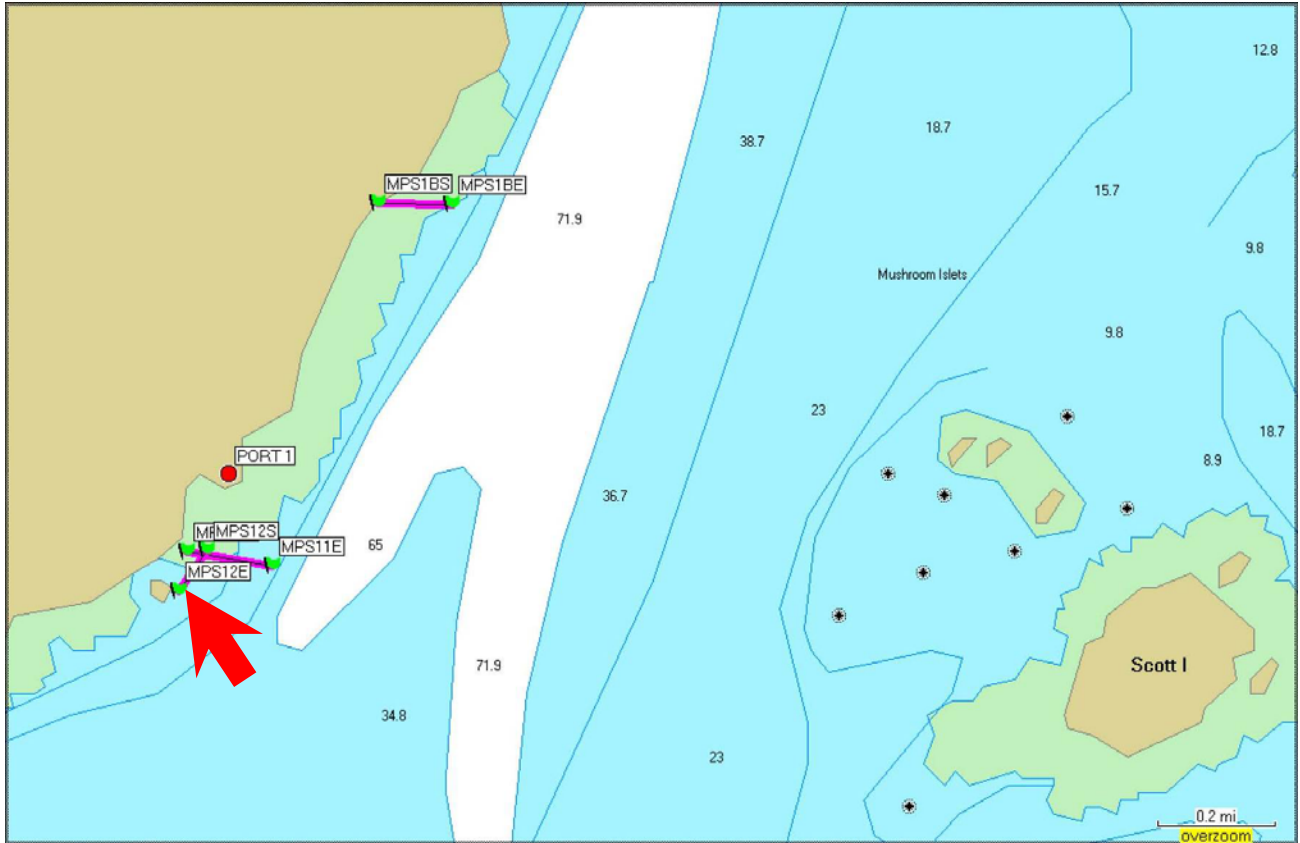 12.8
18.7
38.7
MPS1BS
MPS1BE
15.7
71.9
9.8
Mushroom Islets
9.8
23
18.7
PORT 1
8.9
36.7
MPS12S
MPS11E
65
MPS12E
Scott I
71.9
34.8
23
0.2 mi
overzoom